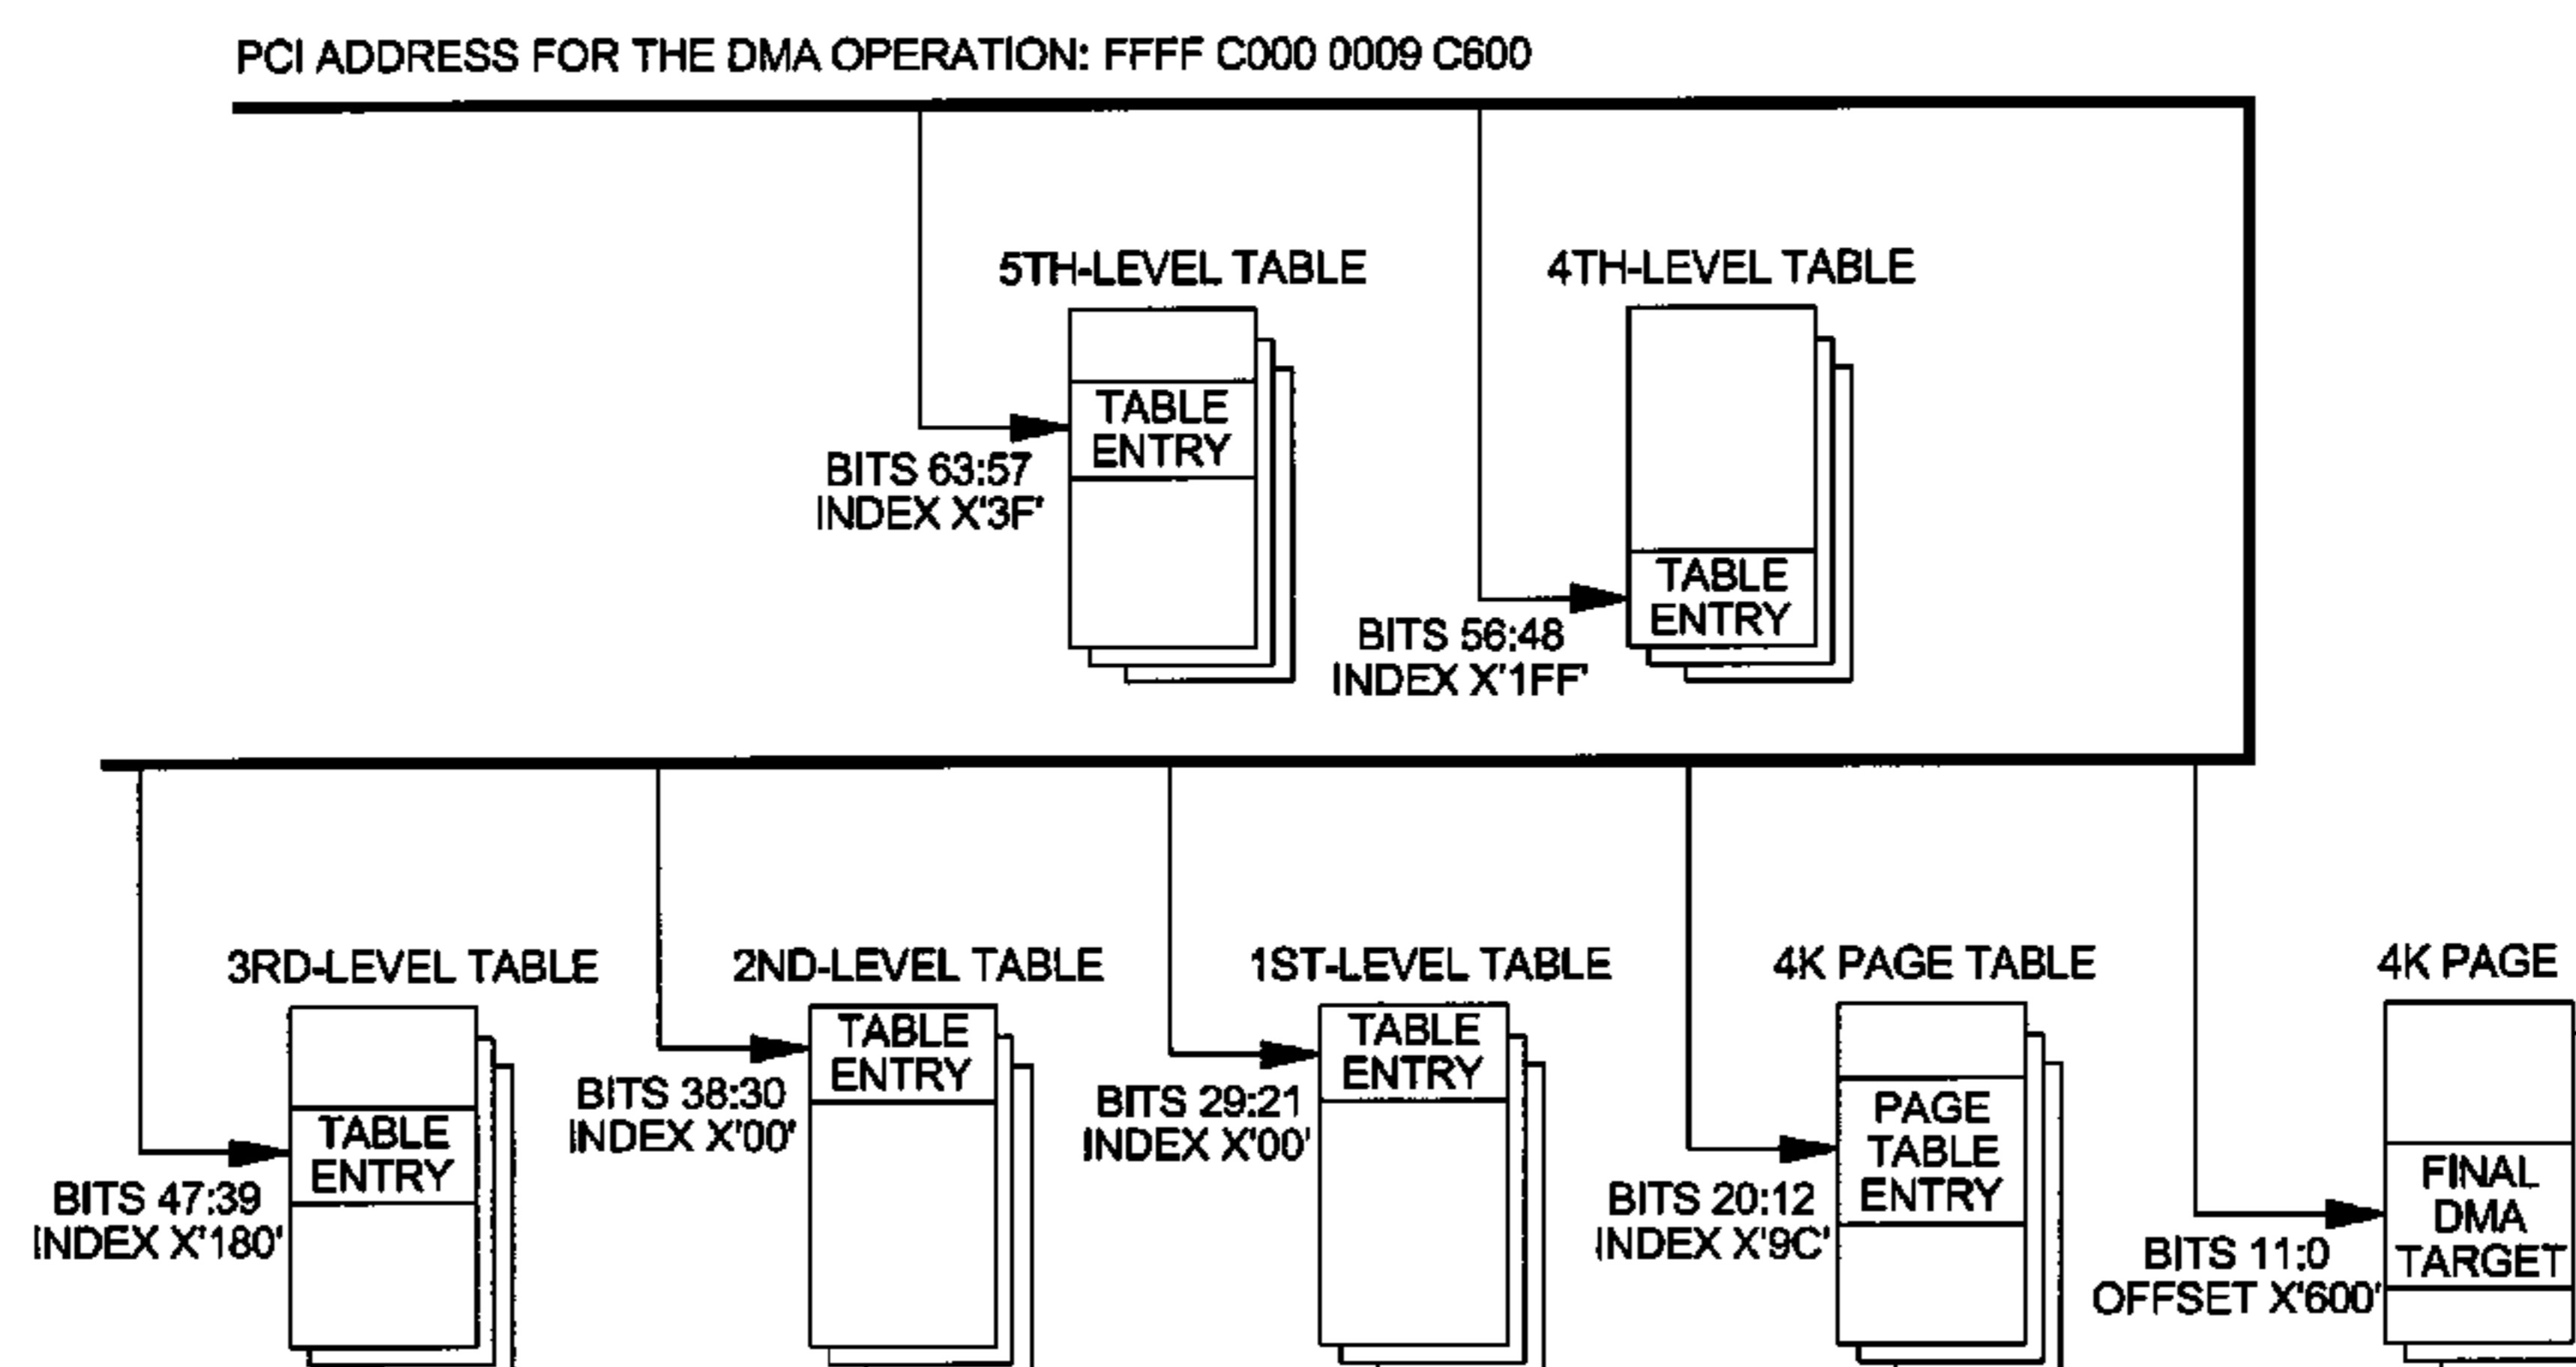 PCI ADDRESS FOR THE DMA OPERATION: FFFF C000 0009 C600
5TH-LEVEL TABLE
4TH-LEVEL TABLE
TABLE
ENTRY
BITS 63:57
INDEX X'3F'
TABLE
ENTRY
BITS 56:48
INDEX X'1FF'
3RD-LEVEL TABLE
2ND-LEVEL TABLE
1ST-LEVEL TABLE
4K PAGE TABLE
4K PAGE
TABLE
ENTRY
BITS 47:39
INDEX X'180'
TABLE
ENTRY
BITS 38:30
INDEX X'00'
TABLE
ENTRY
BITS 29:21
INDEX X'00'
PAGE
TABLE
ENTRY
BITS 20:12
INDEX X'9C'
FINAL
DMA
TARGET
BITS 11:0
OFFSET X'600'